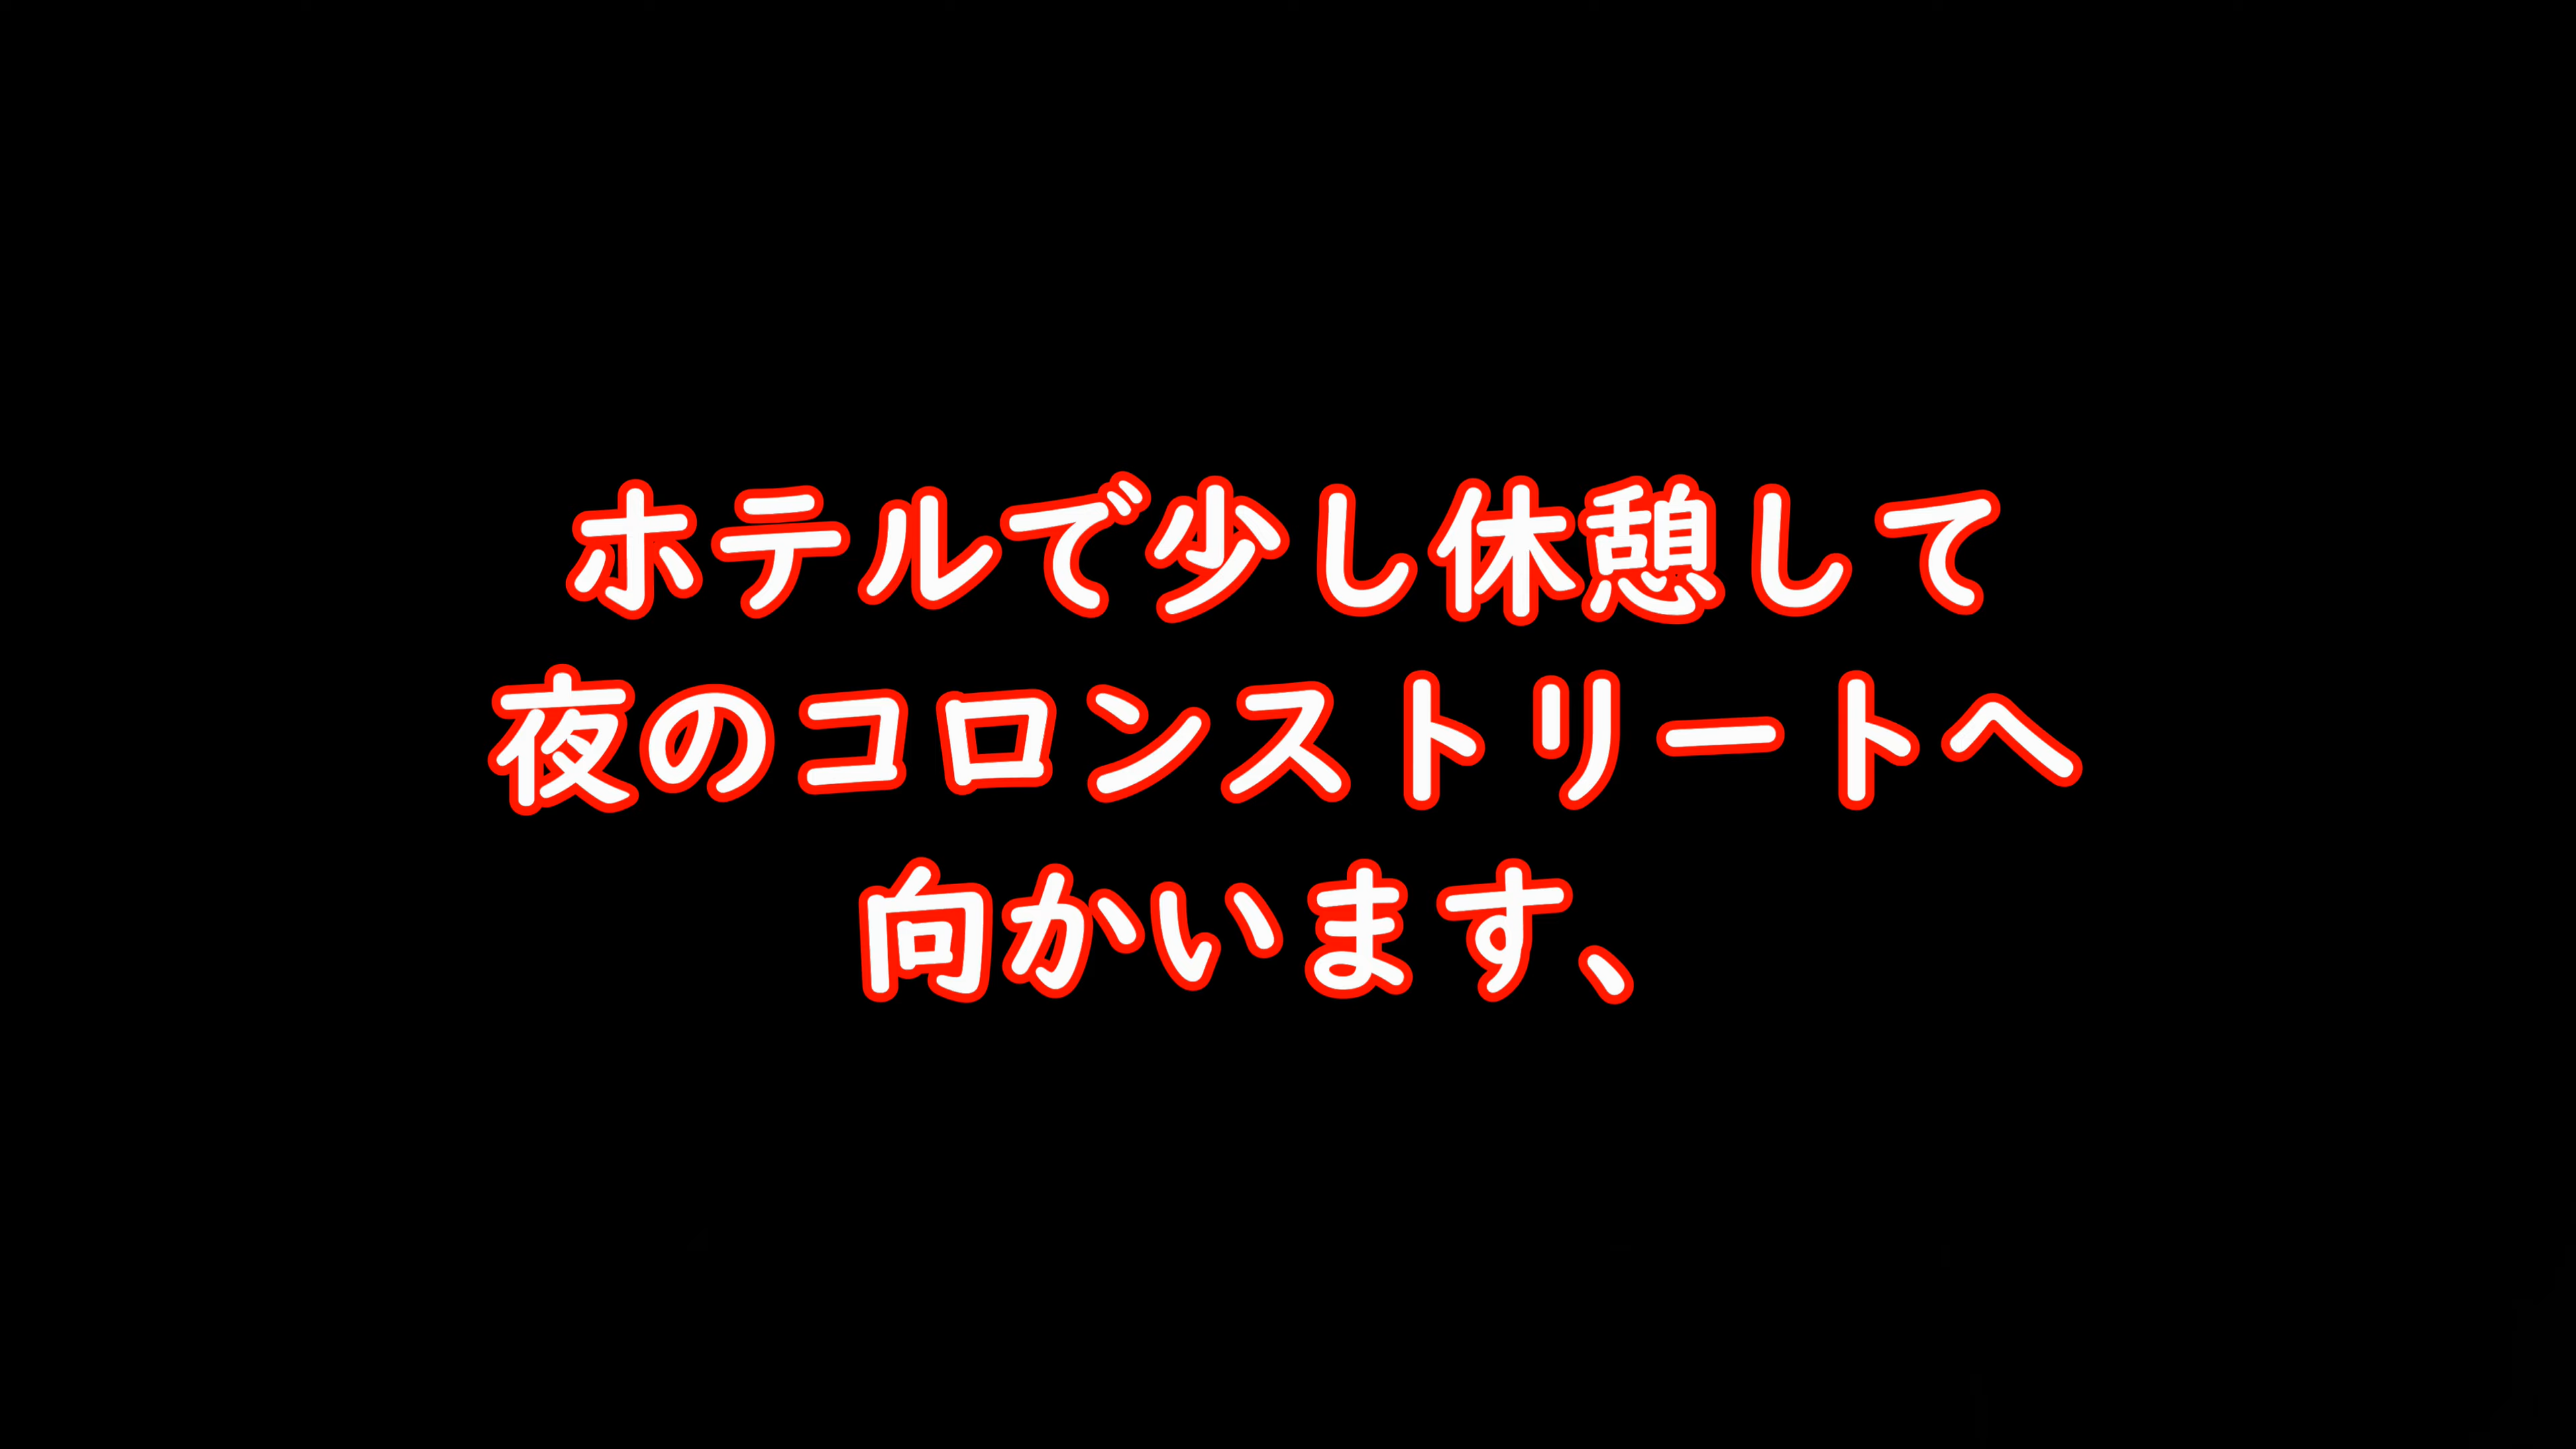 ホテルで少し休憩して
夜のコロンストリートへ
向かいます、